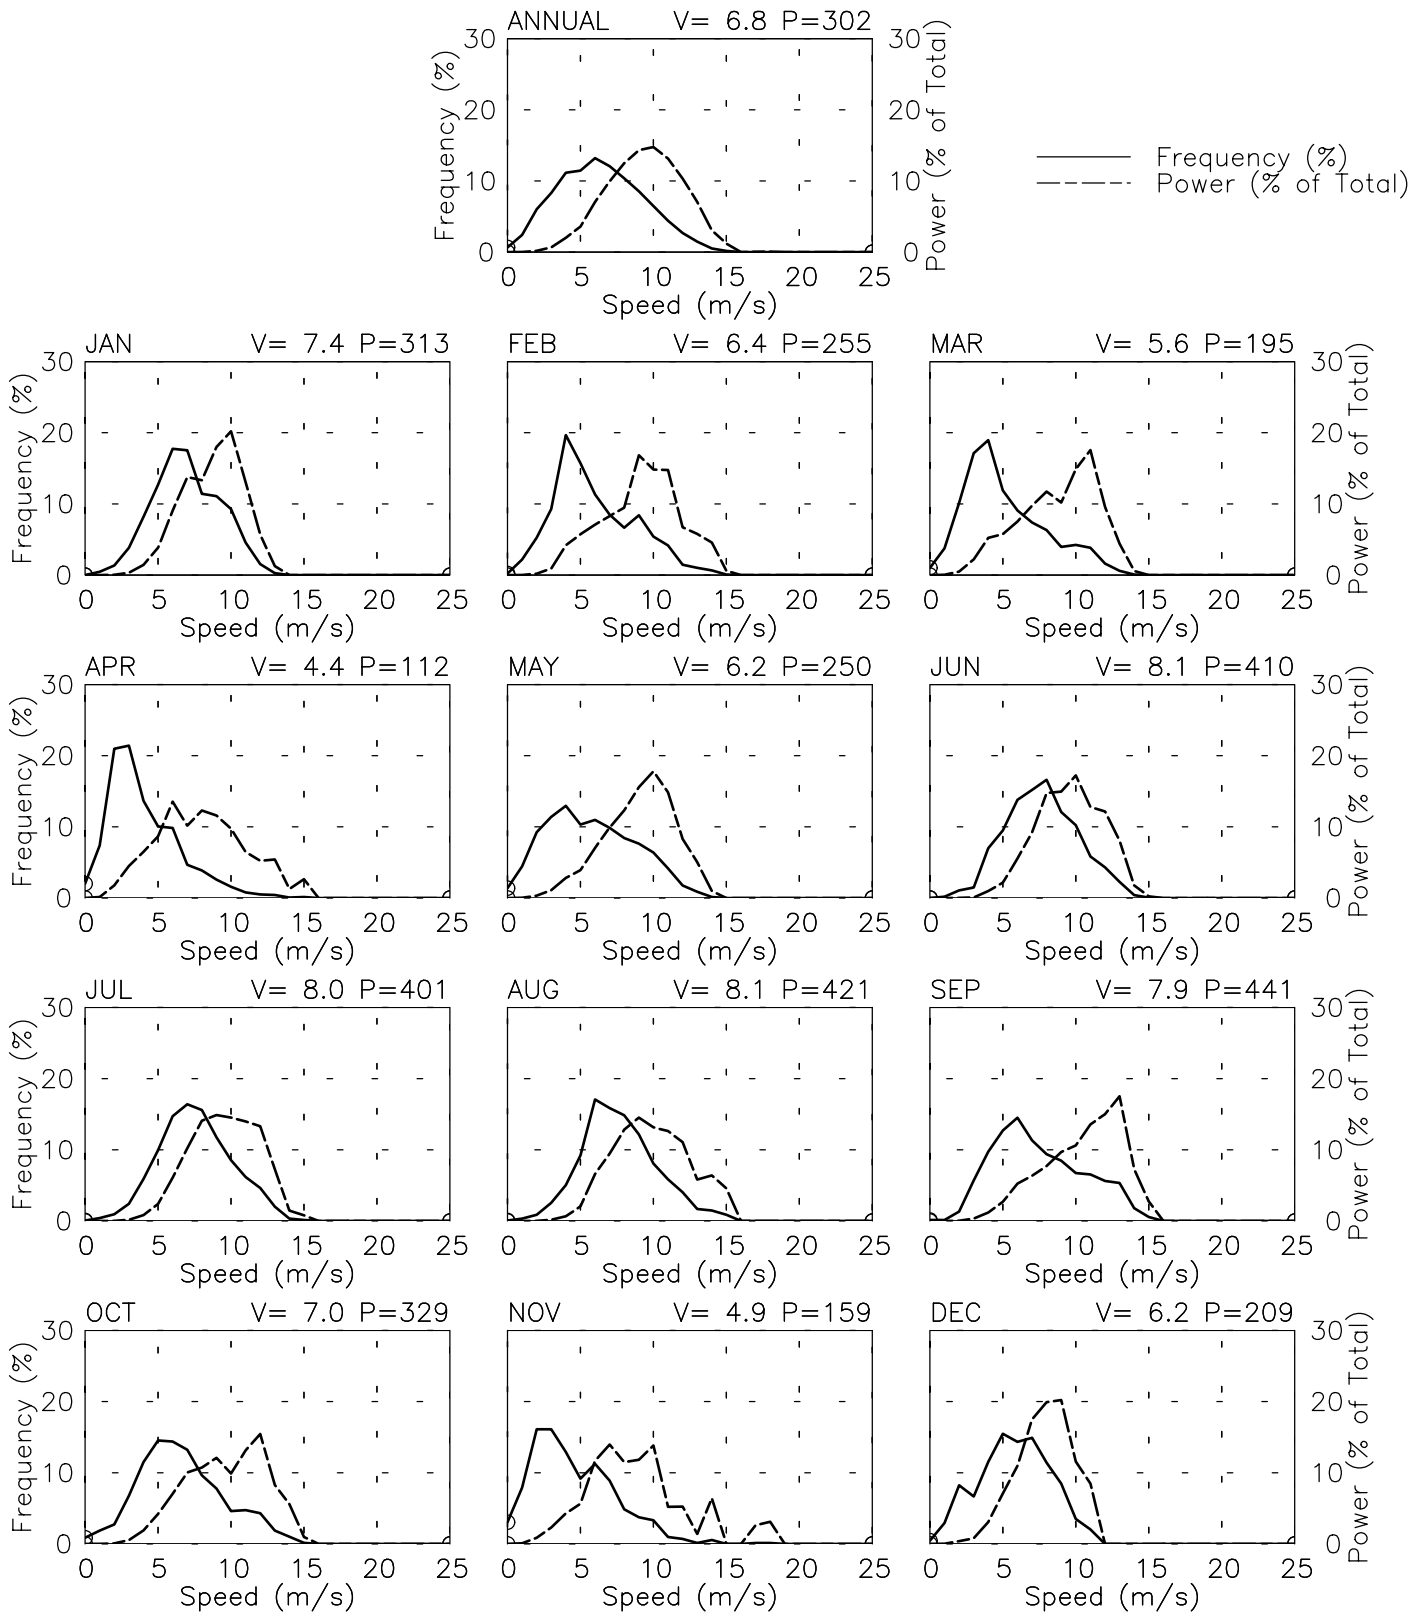 ANNUAL V= 6.8 P=302
30 30
20 20
10 10
0 0
Frequency (%)
Power (% of Total)
0 5 10 15 20 25
Speed (m/s)
Frequency (%)
Power (% of Total)
JAN V= 7.4 P=313 FEB V= 6.4 P=255 MAR V= 5.6 P=195
30 30
20 20
10 10
0 0
Frequency (%)
Power (% of Total)
0 5 10 15 20 25 0 5 10 15 20 25 0 5 10 15 20 25
Speed (m/s) Speed (m/s) Speed (m/s)
APR V= 4.4 P=112 MAY V= 6.2 P=250 JUN V= 8.1 P=410
30 30
20 20
10 10
0 0
Frequency (%)
Power (% of Total)
0 5 10 15 20 25 0 5 10 15 20 25 0 5 10 15 20 25
Speed (m/s) Speed (m/s) Speed (m/s)
JUL V= 8.0 P=401 AUG V= 8.1 P=421 SEP V= 7.9 P=441
30 30
20 20
10 10
0 0
Frequency (%)
Power (% of Total)
0 5 10 15 20 25 0 5 10 15 20 25 0 5 10 15 20 25
Speed (m/s) Speed (m/s) Speed (m/s)
OCT V= 7.0 P=329 NOV V= 4.9 P=159 DEC V= 6.2 P=209
30 30
20 20
10 10
0 0
Frequency (%)
Power (% of Total)
0 5 10 15 20 25 0 5 10 15 20 25 0 5 10 15 20 25
Speed (m/s) Speed (m/s) Speed (m/s)